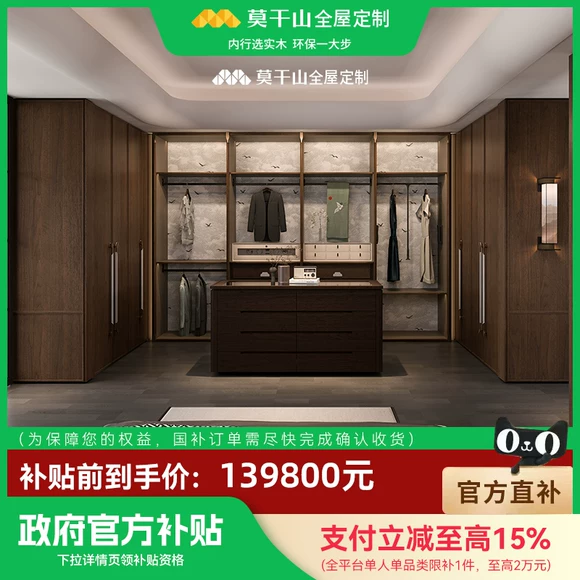 莫干山全屋定制
内行选实木 环保一大步
莫干山全屋定制
(为保障您的权益，国补订单需尽快完成确认收货)
补贴前到手价：139800元
官方直补
政府官方补贴
下拉详情页领补贴资格
支付立减至高15%
(全平台单人单品类限补1件，至高2万元)